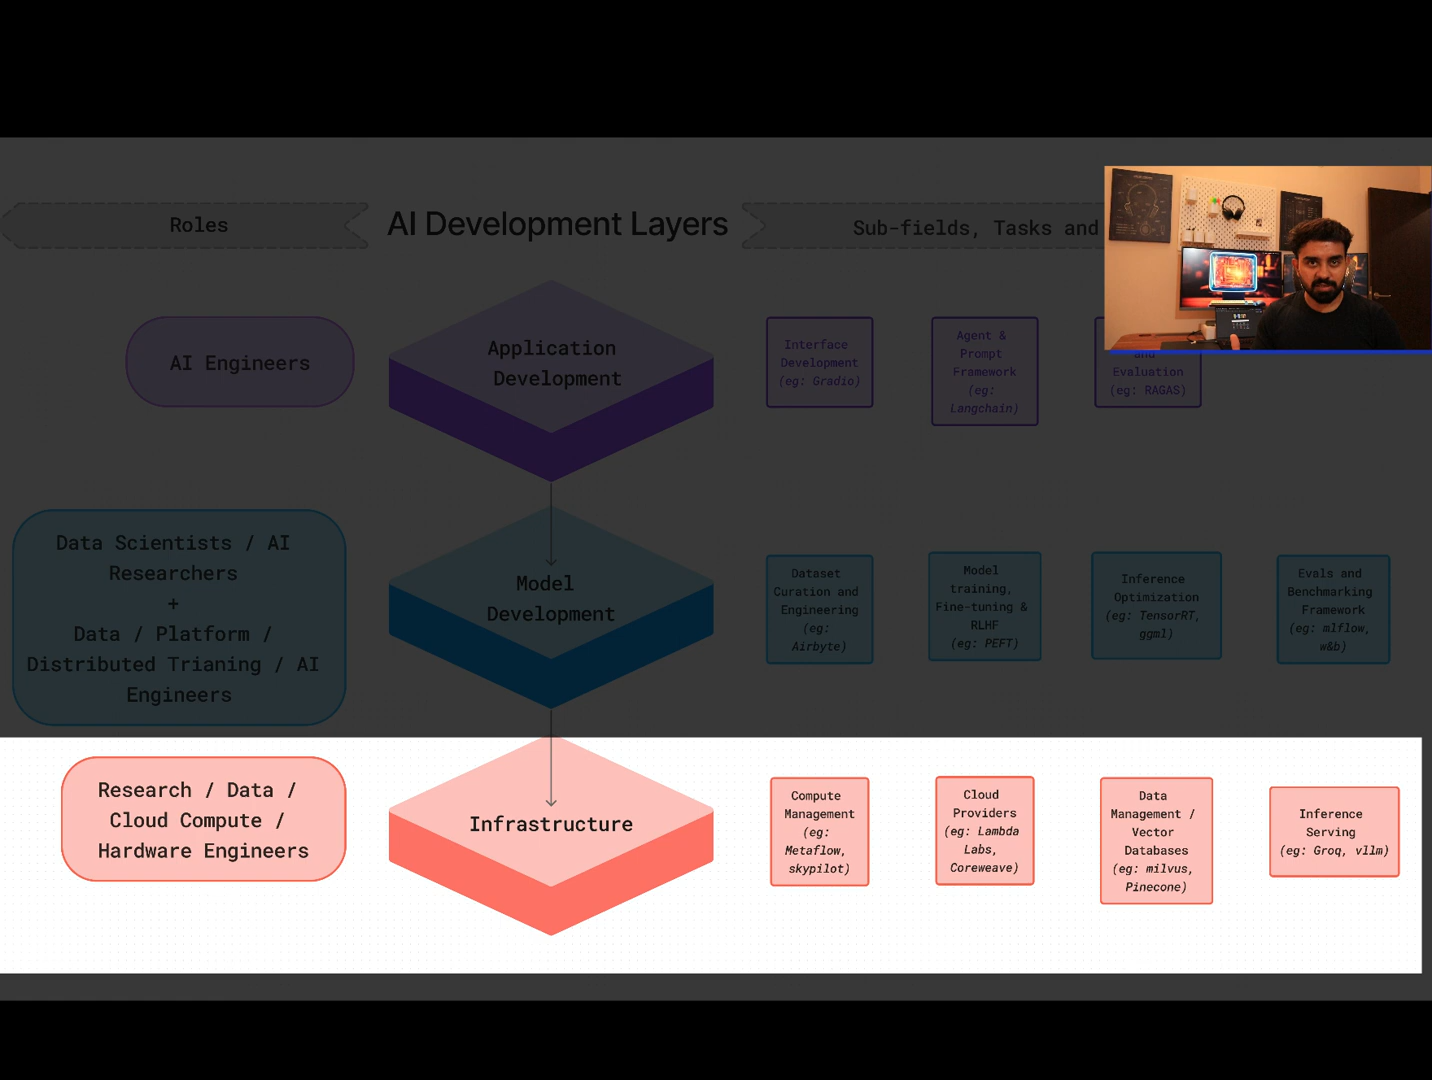 Roles
AI Development Layers
Sub-fields, Tasks and
AI Engineers
Application
Development
Interface
Development
(eg: Gradio)
Agent &
Prompt
Framework
(eg:
Langchain)
and
Evaluation
(eg: RAGAS)
Data Scientists / AI
Researchers
+
Data / Platform /
Distributed Trianing / AI
Engineers
Model
Development
Dataset
Curation and
Engineering
(eg:
Airbyte)
Model
training,
Fine-tuning &
RLHF
(eg: PEFT)
Inference
Optimization
(eg: TensorRT,
ggml)
Evals and
Benchmarking
Framework
(eg: mlflow,
w&b)
Research / Data /
Cloud Compute /
Hardware Engineers
Infrastructure
Compute
Management
(eg:
Metaflow,
skypilot)
Cloud
Providers
(eg: Lambda
Labs,
Coreweave)
Data
Management /
Vector
Databases
(eg: milvus,
Pinecone)
Inference
Serving
(eg: Groq, vllm)